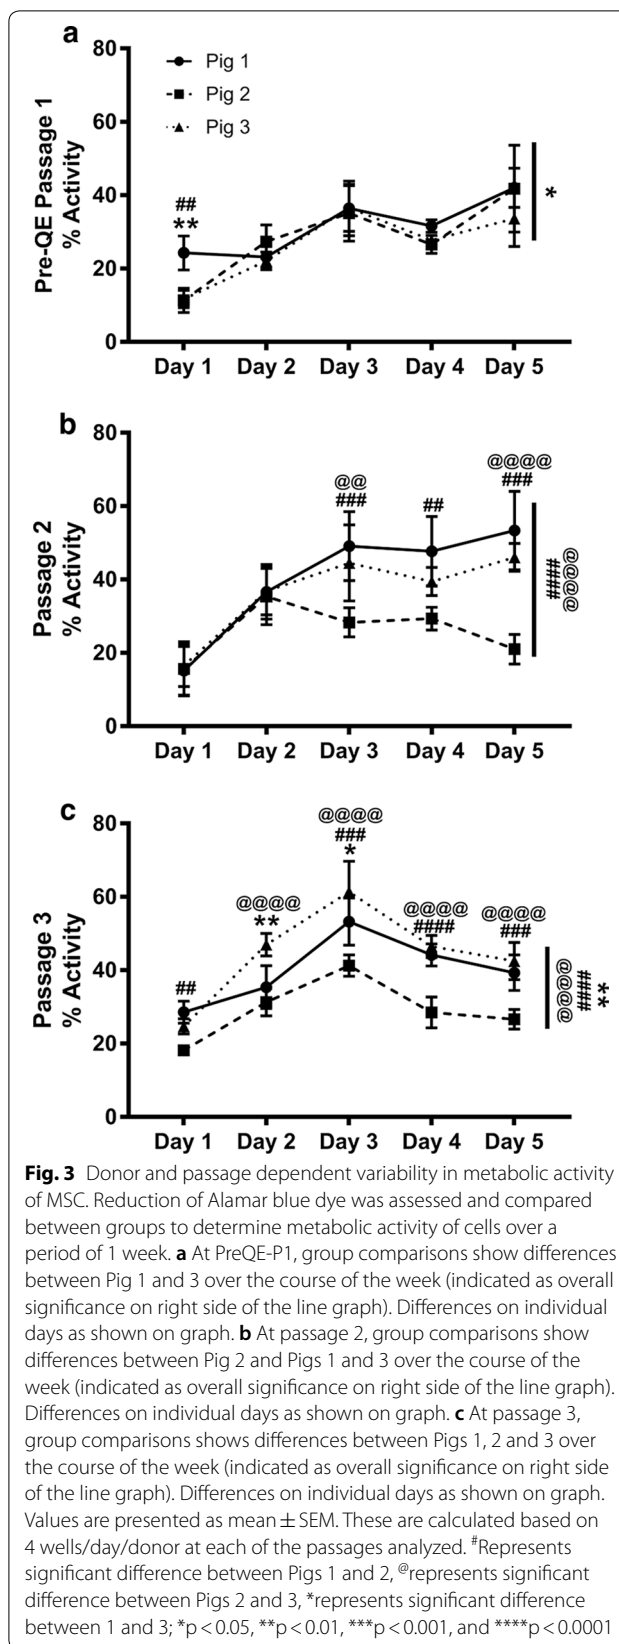 a
80
60
40
20
0
Pre-QE Passage 1
% Activity
Pig 1
Pig 2
Pig 3
##
**
*
Day 1 Day 2 Day 3 Day 4 Day 5
b
80
60
40
20
0
Passage 2
% Activity
@@
###
##
@@@@
###
@@@@
####
Day 1 Day 2 Day 3 Day 4 Day 5
c
80
60
40
20
0
Passage 3
% Activity
##
@@@@
**
@@@@
###
*
@@@@
####
@@@@
###
**
####
@@@@
Day 1 Day 2 Day 3 Day 4 Day 5
Fig. 3 Donor and passage dependent variability in metabolic activity
of MSC. Reduction of Alamar blue dye was assessed and compared
between groups to determine metabolic activity of cells over a
period of 1 week. a At PreQE-P1, group comparisons show differences
between Pig 1 and 3 over the course of the week (indicated as overall
significance on right side of the line graph). Differences on individual
days as shown on graph. b At passage 2, group comparisons show
differences between Pig 2 and Pigs 1 and 3 over the course of the
week (indicated as overall significance on right side of the line graph).
Differences on individual days as shown on graph. c At passage 3,
group comparisons shows differences between Pigs 1, 2 and 3 over
the course of the week (indicated as overall significance on right side
of the line graph). Differences on individual days as shown on graph.
Values are presented as mean ± SEM. These are calculated based on
4 wells/day/donor at each of the passages analyzed. #Represents
significant difference between Pigs 1 and 2, @represents significant
difference between Pigs 2 and 3, *represents significant difference
between 1 and 3; *p < 0.05, **p < 0.01, ***p < 0.001, and ****p < 0.0001